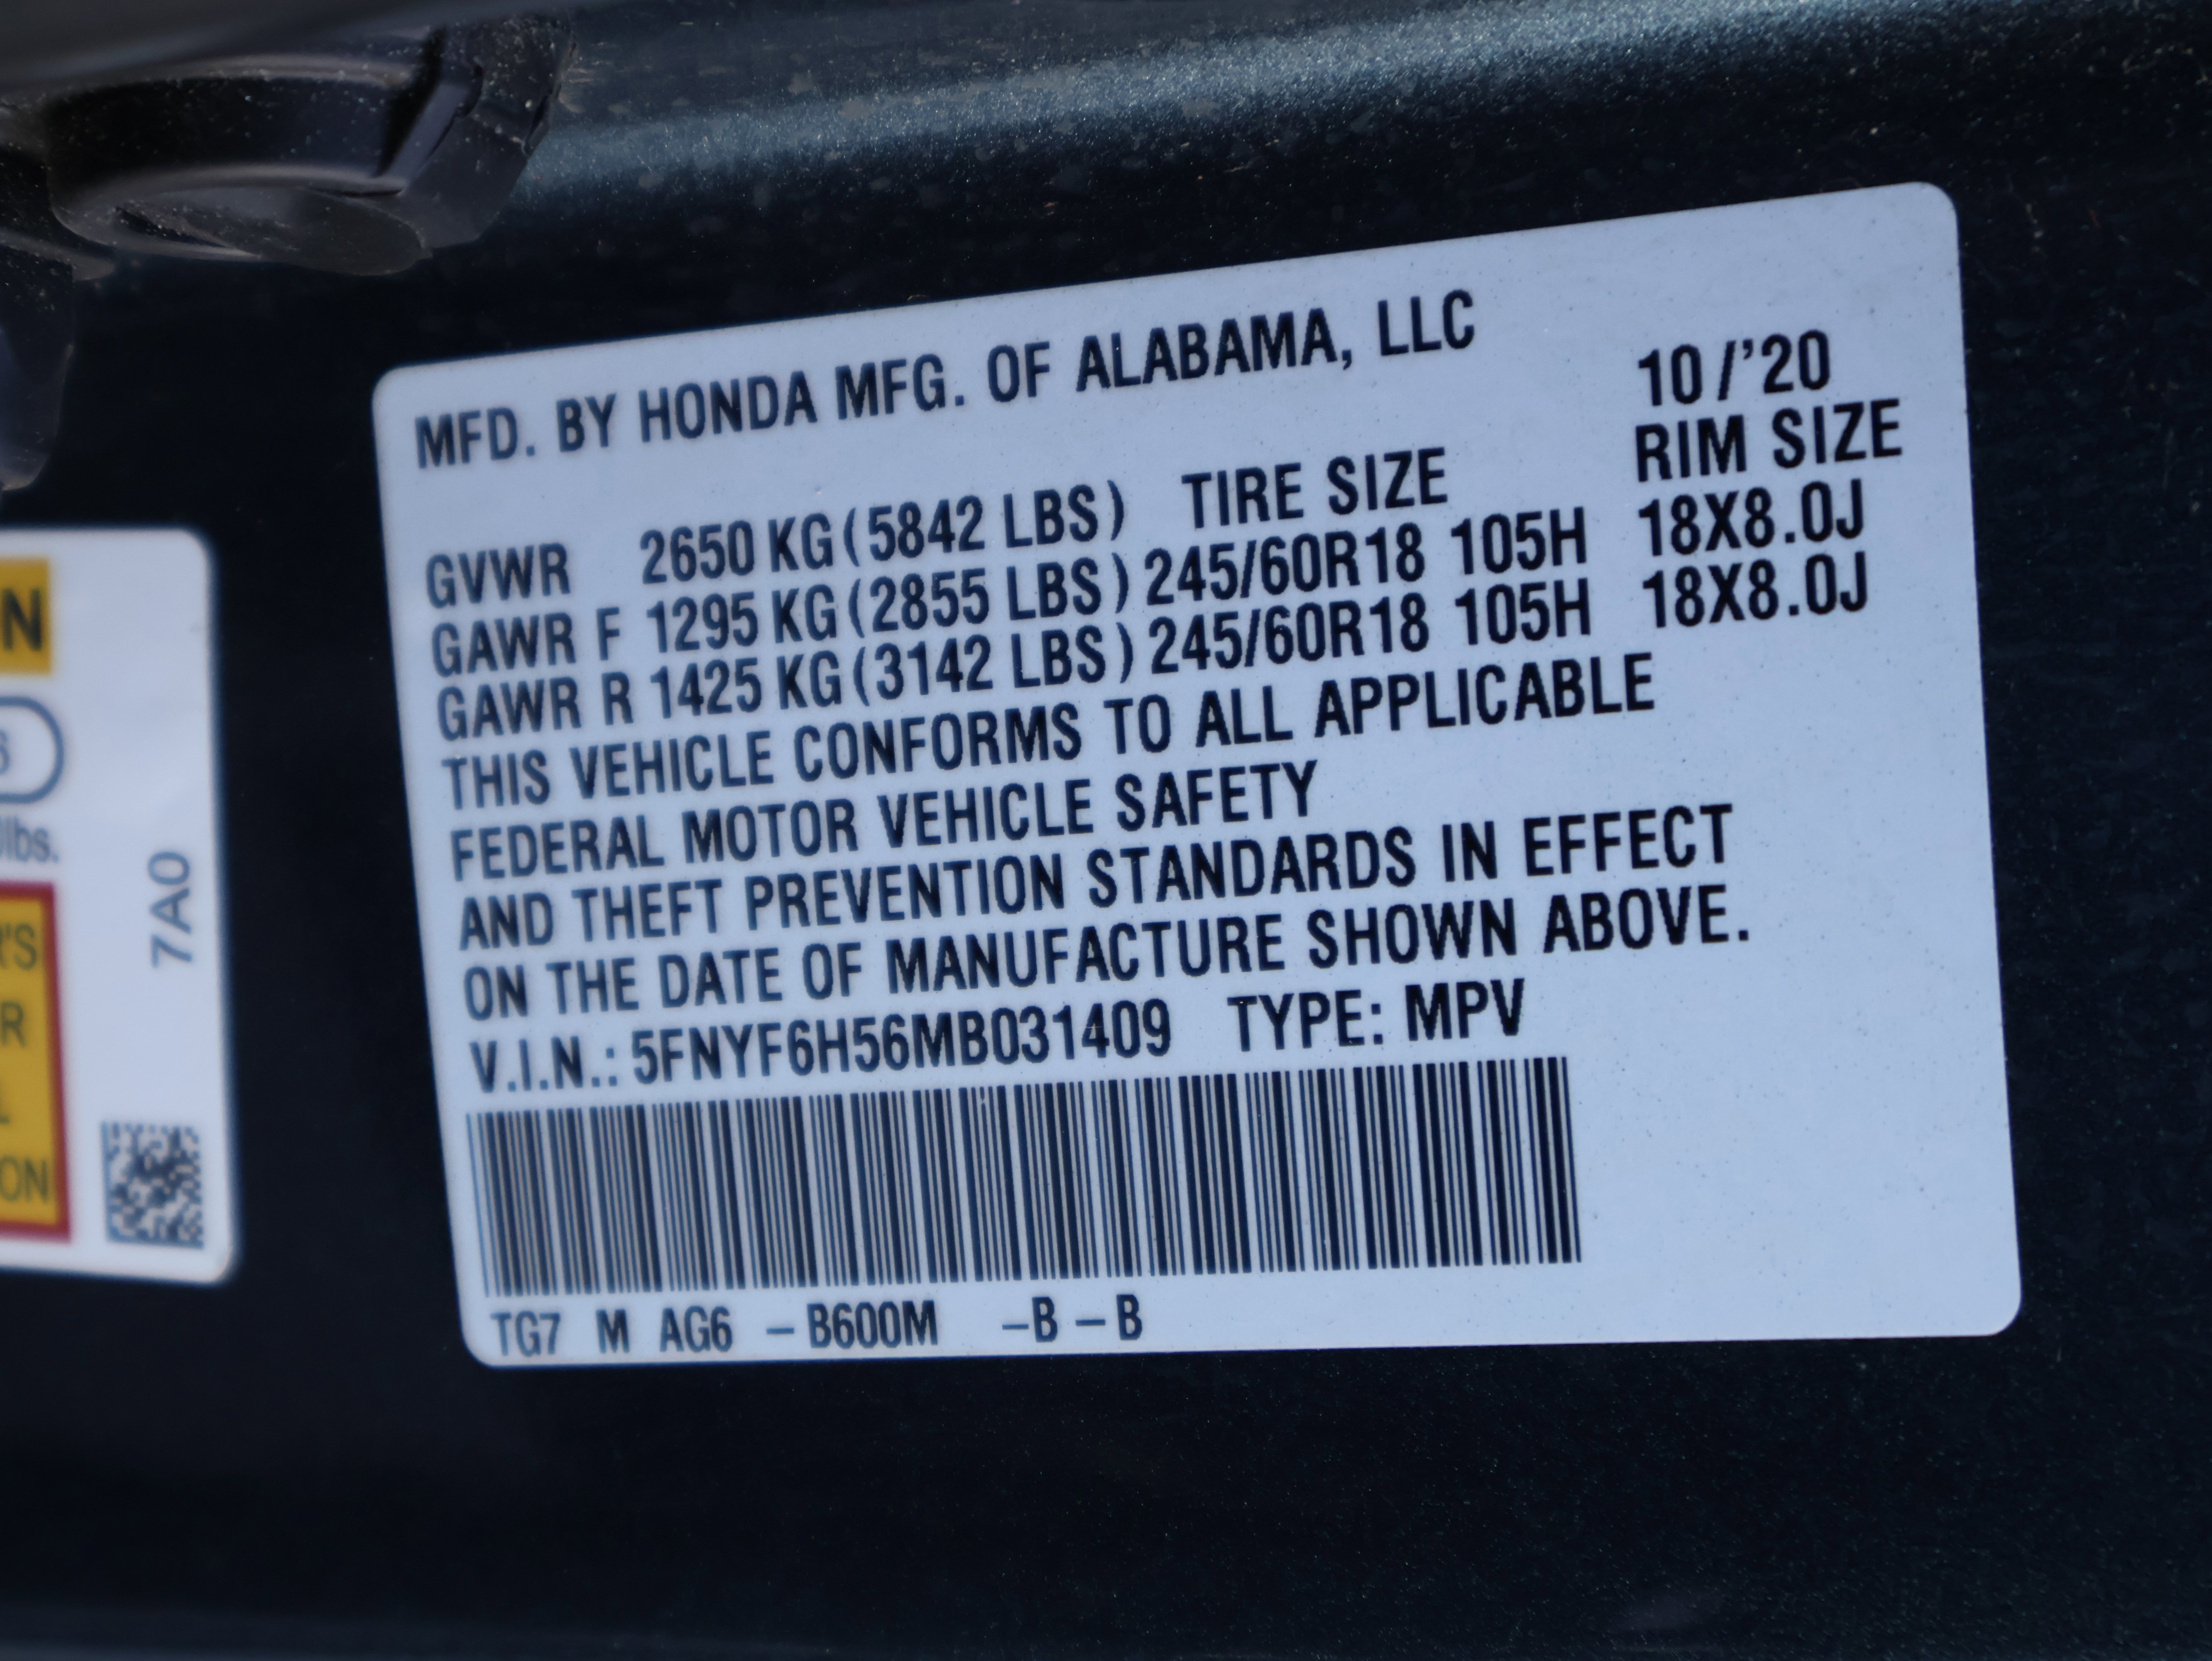 MFD. BY HONDA MFG. OF ALABAMA, LLC
10/'20
GVWR 2650 KG (5842 LBS) TIRE SIZE RIM SIZE
GAWR F 1295 KG (2855 LBS) 245/60R18 105H 18X8.0J
GAWR R 1425 KG (3142 LBS) 245/60R18 105H 18X8.0J
THIS VEHICLE CONFORMS TO ALL APPLICABLE
FEDERAL MOTOR VEHICLE SAFETY
AND THEFT PREVENTION STANDARDS IN EFFECT
ON THE DATE OF MANUFACTURE SHOWN ABOVE.
V.I.N.: 5FNYF6H56MB031409 TYPE: MPV
TG7 M AG6 – B600M –B – B
N
lbs.
7A0
R'S
R
L
ON